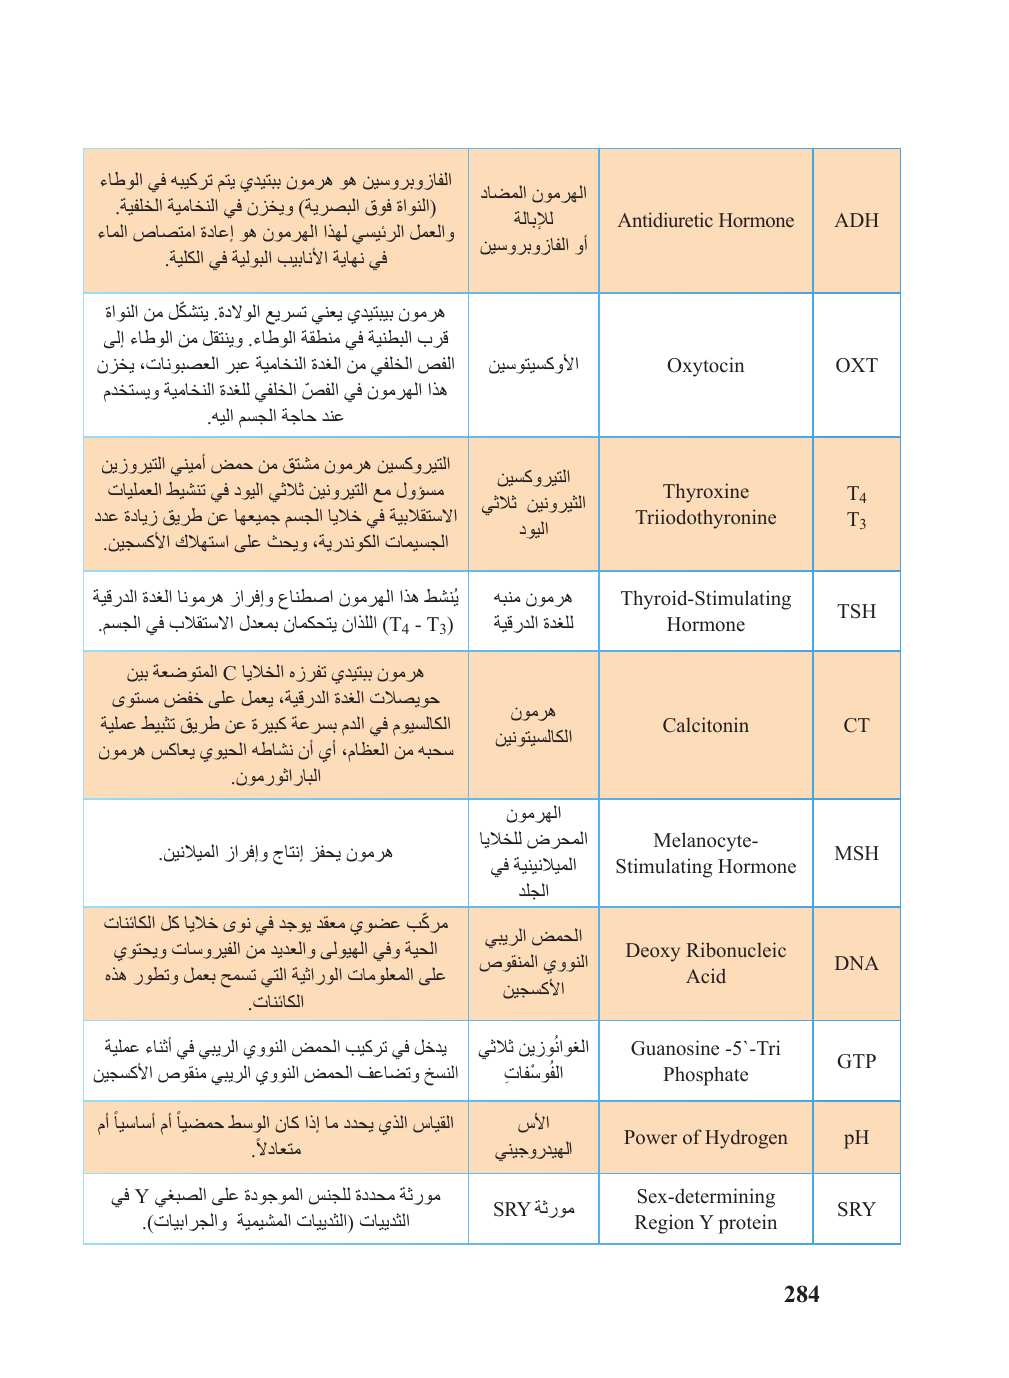 ADH
Antidiuretic Hormone
الهرمون المضاد
للإبالة
أو الفازوبروسين
الفازوبروسين هو هرمون ببتيدي يتم تركيبه في الوطاء
(النواة فوق البصرية) ويخزن في النخامية الخلفية.
والعمل الرئيسي لهذا الهرمون هو إعادة امتصاص الماء
في نهاية الأنابيب البولية في الكلية.
OXT
Oxytocin
الأوكسيتوسين
هرمون بيبتيدي يعني تسريع الولادة. يتشكّل من النواة
قرب البطنية في منطقة الوطاء. وينتقل من الوطاء إلى
الفص الخلفي من الغدة النخامية عبر العصبونات، يخزن
هذا الهرمون في الفصّ الخلفي للغدة النخامية ويستخدم
عند حاجة الجسم اليه.
T4
T3
Thyroxine
Triiodothyronine
التيروكسين
الثيرونين ثلاثي
اليود
التيروكسين هرمون مشتق من حمض أميني التيروزين
مسؤول مع التيرونين ثلاثي اليود في تنشيط العمليات
الاستقلابية في خلايا الجسم جميعها عن طريق زيادة عدد
الجسيمات الكوندرية، ويحث على استهلاك الأكسجين.
TSH
Thyroid-Stimulating
Hormone
هرمون منبه
للغدة الدرقية
يُنشط هذا الهرمون اصطناع وإفراز هرمونا الغدة الدرقية
(T4 - T3) اللذان يتحكمان بمعدل الاستقلاب في الجسم.
CT
Calcitonin
هرمون
الكالسيتونين
هرمون ببتيدي تفرزه الخلايا C المتوضعة بين
حويصلات الغدة الدرقية، يعمل على خفض مستوى
الكالسيوم في الدم بسرعة كبيرة عن طريق تثبيط عملية
سحبه من العظام، أي أن نشاطه الحيوي يعاكس هرمون
الباراثورمون.
MSH
Melanocyte-
Stimulating Hormone
الهرمون
المحرض للخلايا
الميلانينية في
الجلد
هرمون يحفز إنتاج وإفراز الميلانين.
DNA
Deoxy Ribonucleic
Acid
الحمض الريبي
النووي المنقوص
الأكسجين
مركّب عضوي معقد يوجد في نوى خلايا كل الكائنات
الحية وفي الهيولى والعديد من الفيروسات ويحتوي
على المعلومات الوراثية التي تسمح بعمل وتطور هذه
الكائنات.
GTP
Guanosine -5`-Tri
Phosphate
الغوانُوزين ثلاثي
الفُوسْفاتِ
يدخل في تركيب الحمض النووي الريبي في أثناء عملية
النسخ وتضاعف الحمض النووي الريبي منقوص الأكسجين
pH
Power of Hydrogen
الأس
الهيدروجيني
القياس الذي يحدد ما إذا كان الوسط حمضياً أم أساسياً أم
متعادلاً.
SRY
Sex-determining
Region Y protein
مورثة SRY
مورثة محددة للجنس الموجودة على الصبغي Y في
الثدييات (الثدييات المشيمية والجرابيات).
284